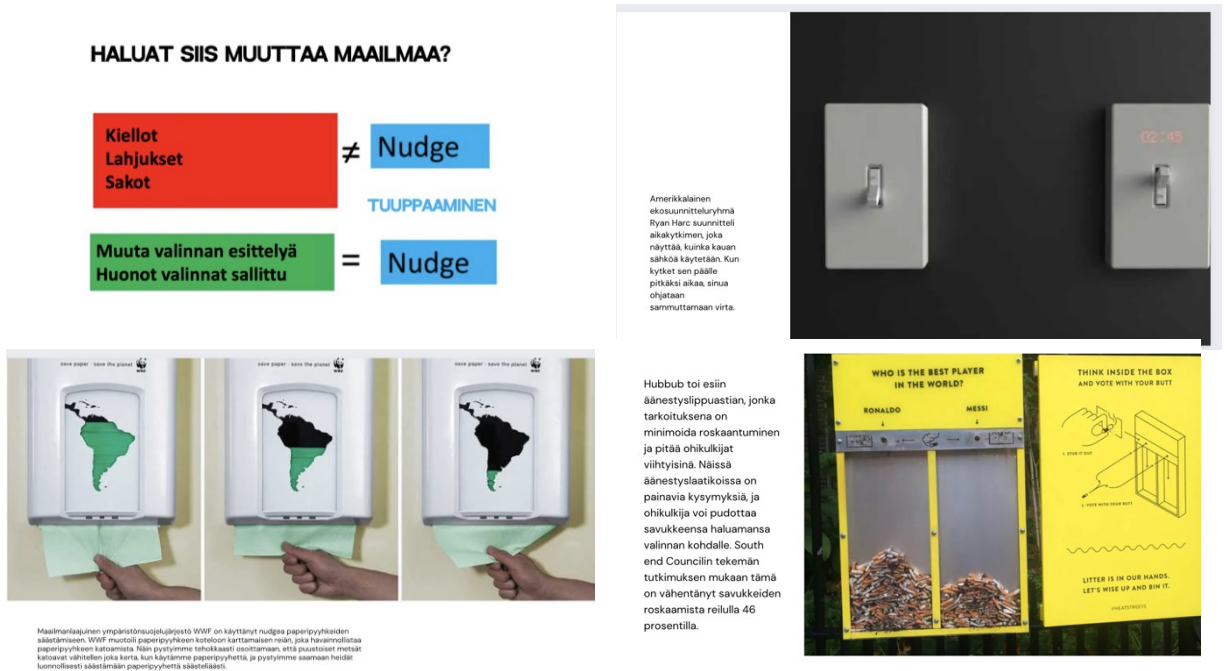 HALUAT SIIS MUUTTAA MAAILMAA?
Kiellot
Lahjukset
Sakot
≠
Nudge
TUUPPAAMINEN
Muuta valinnan esittelyä
Huonot valinnat sallittu
=
Nudge
Amerikkalainen
ekosuunnitteluryhmä
Ryan Harc suunnitteli
aikakytkimen, joka
näyttää, kuinka kauan
sähköä käytetään. Kun
kytket sen päälle
pitkäksi aikaa, sinua
ohjataan
sammuttamaan virta.
02:45
save paper - save the planet
WWF
save paper - save the planet
WWF
save paper - save the planet
WWF
Maailmanlaajuinen ympäristönsuojelujärjestö WWF on käyttänyt nudgea paperipyyhkeiden
säästämiseen. WWF muotoili paperipyyhkeen koteloon karttamaisen reiän, joka havainnollistaa
paperipyyhkeen katoamista. Näin pystyimme tehokkaasti osoittamaan, että puustoiset metsät
katoavat vähitellen joka kerta, kun käytämme paperipyyhettä, ja pystyimme saamaan heidät
luonnollisesti säästämään paperipyyhettä säästeliäästi.
Hubbub toi esiin
äänestyslippuastian, jonka
tarkoituksena on
minimoida roskaantuminen
ja pitää ohikulkijat
viihtyisinä. Näissä
äänestyslaatikoissa on
painavia kysymyksiä, ja
ohikulkija voi pudottaa
savukkeensa haluamansa
valinnan kohdalle. South
end Councilin tekemän
tutkimuksen mukaan tämä
on vähentänyt savukkeiden
roskaamista reilulla 46
prosentilla.
WHO IS THE BEST PLAYER
IN THE WORLD?
RONALDO
MESSI
THINK INSIDE THE BOX
AND VOTE WITH YOUR BUTT
1. STUB IT OUT
2. VOTE WITH YOUR BUTT
LITTER IS IN OUR HANDS.
LET'S WISE UP AND BIN IT.
#NEATSTREETS